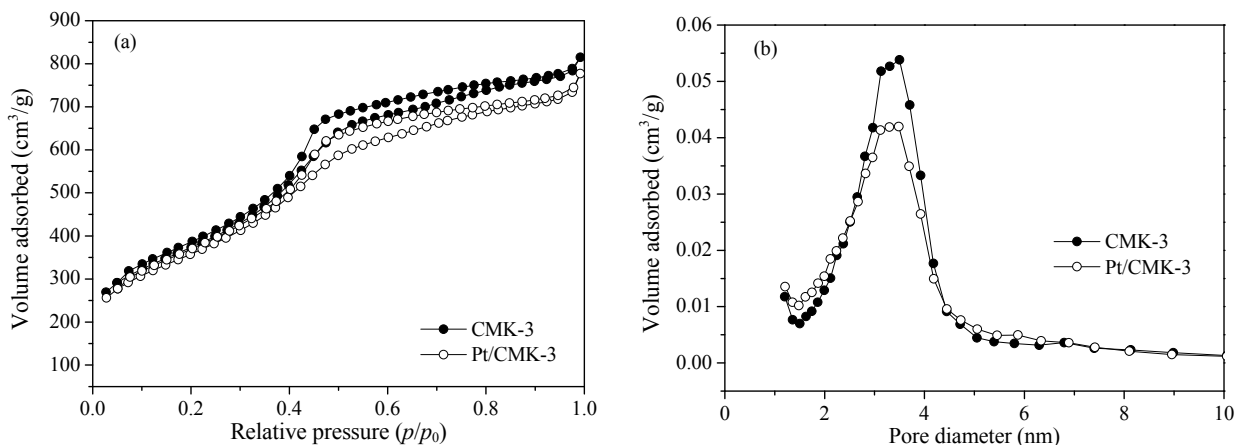 (a)
900
800
700
600
500
400
300
200
100
Volume adsorbed (cm³/g)
CMK-3
Pt/CMK-3
0.0
0.2
0.4
0.6
0.8
1.0
Relative pressure (p/p₀)
(b)
0.06
0.05
0.04
0.03
0.02
0.01
0.00
Volume adsorbed (cm³/g)
CMK-3
Pt/CMK-3
0
2
4
6
8
10
Pore diameter (nm)